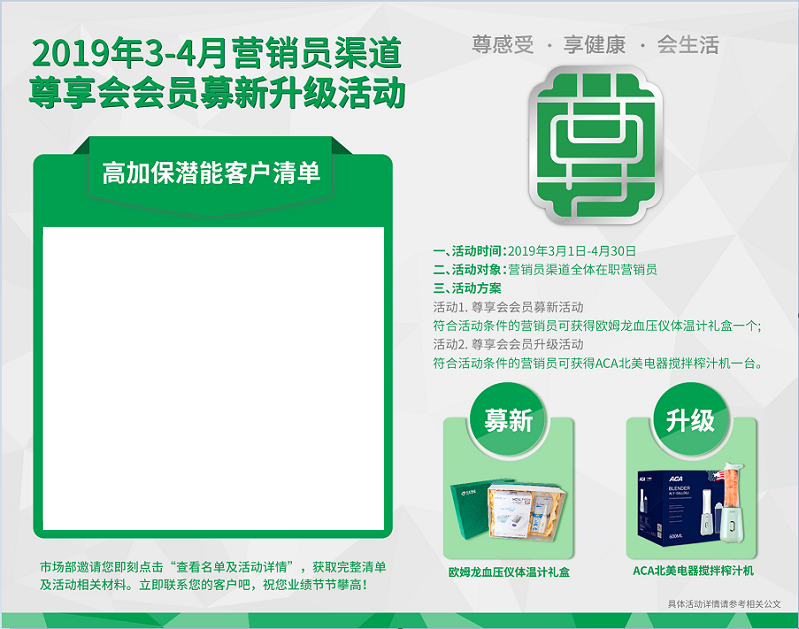 2019年3-4月营销员渠道
尊享会会员募新升级活动
高加保潜能客户清单
市场部邀请您即刻点击“查看名单及活动详情”，获取完整清单
及活动相关材料。立即联系您的客户吧，祝您业绩节节攀高！
尊感受 · 享健康 · 会生活
尊
一、活动时间：2019年3月1日-4月30日
二、活动对象：营销员渠道全体在职营销员
三、活动方案
活动1. 尊享会会员募新活动
符合活动条件的营销员可获得欧姆龙血压仪体温计礼盒一个;
活动2. 尊享会会员升级活动
符合活动条件的营销员可获得ACA北美电器搅拌榨汁机一台。
募新
欧姆龙血压仪体温计礼盒
升级
ACA
BLENDER
600ML
ACA北美电器搅拌榨汁机
具体活动详情请参考相关公文